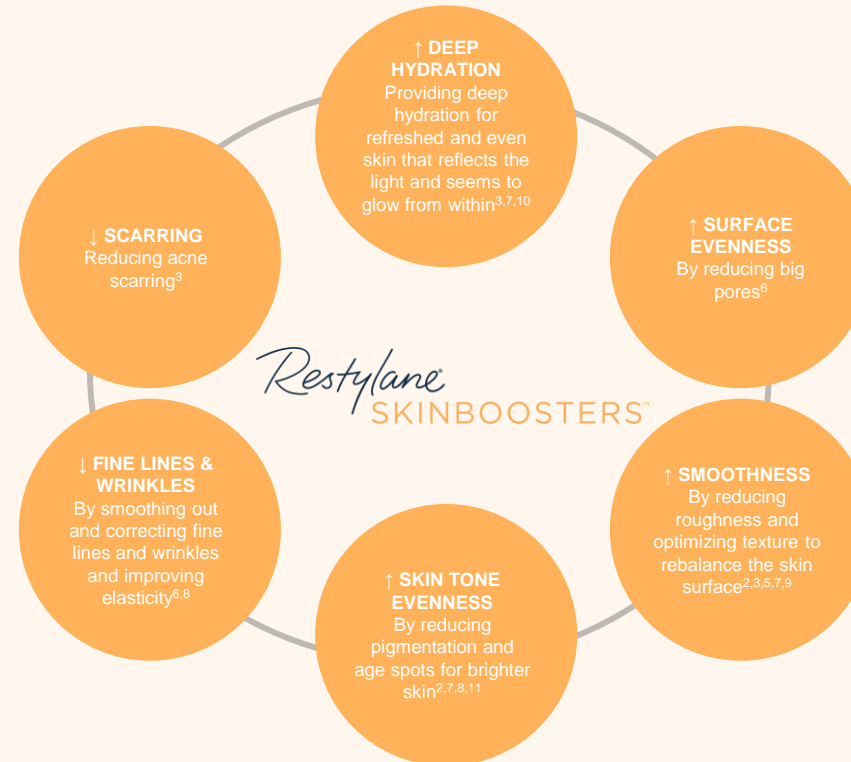 ↑ DEEP
HYDRATION
Providing deep
hydration for
refreshed and even
skin that reflects the
light and seems to
glow from within3,7,10
↑ SURFACE
EVENNESS
By reducing big
pores6
↑ SMOOTHNESS
By reducing
roughness and
optimizing texture to
rebalance the skin
surface2,3,5,7,9
↑ SKIN TONE
EVENNESS
By reducing
pigmentation and
age spots for brighter
skin2,7,8,11
↓ FINE LINES &
WRINKLES
By smoothing out
and correcting fine
lines and wrinkles
and improving
elasticity6,8
↓ SCARRING
Reducing acne
scarring3
Restylane®
SKINBOOSTERS™